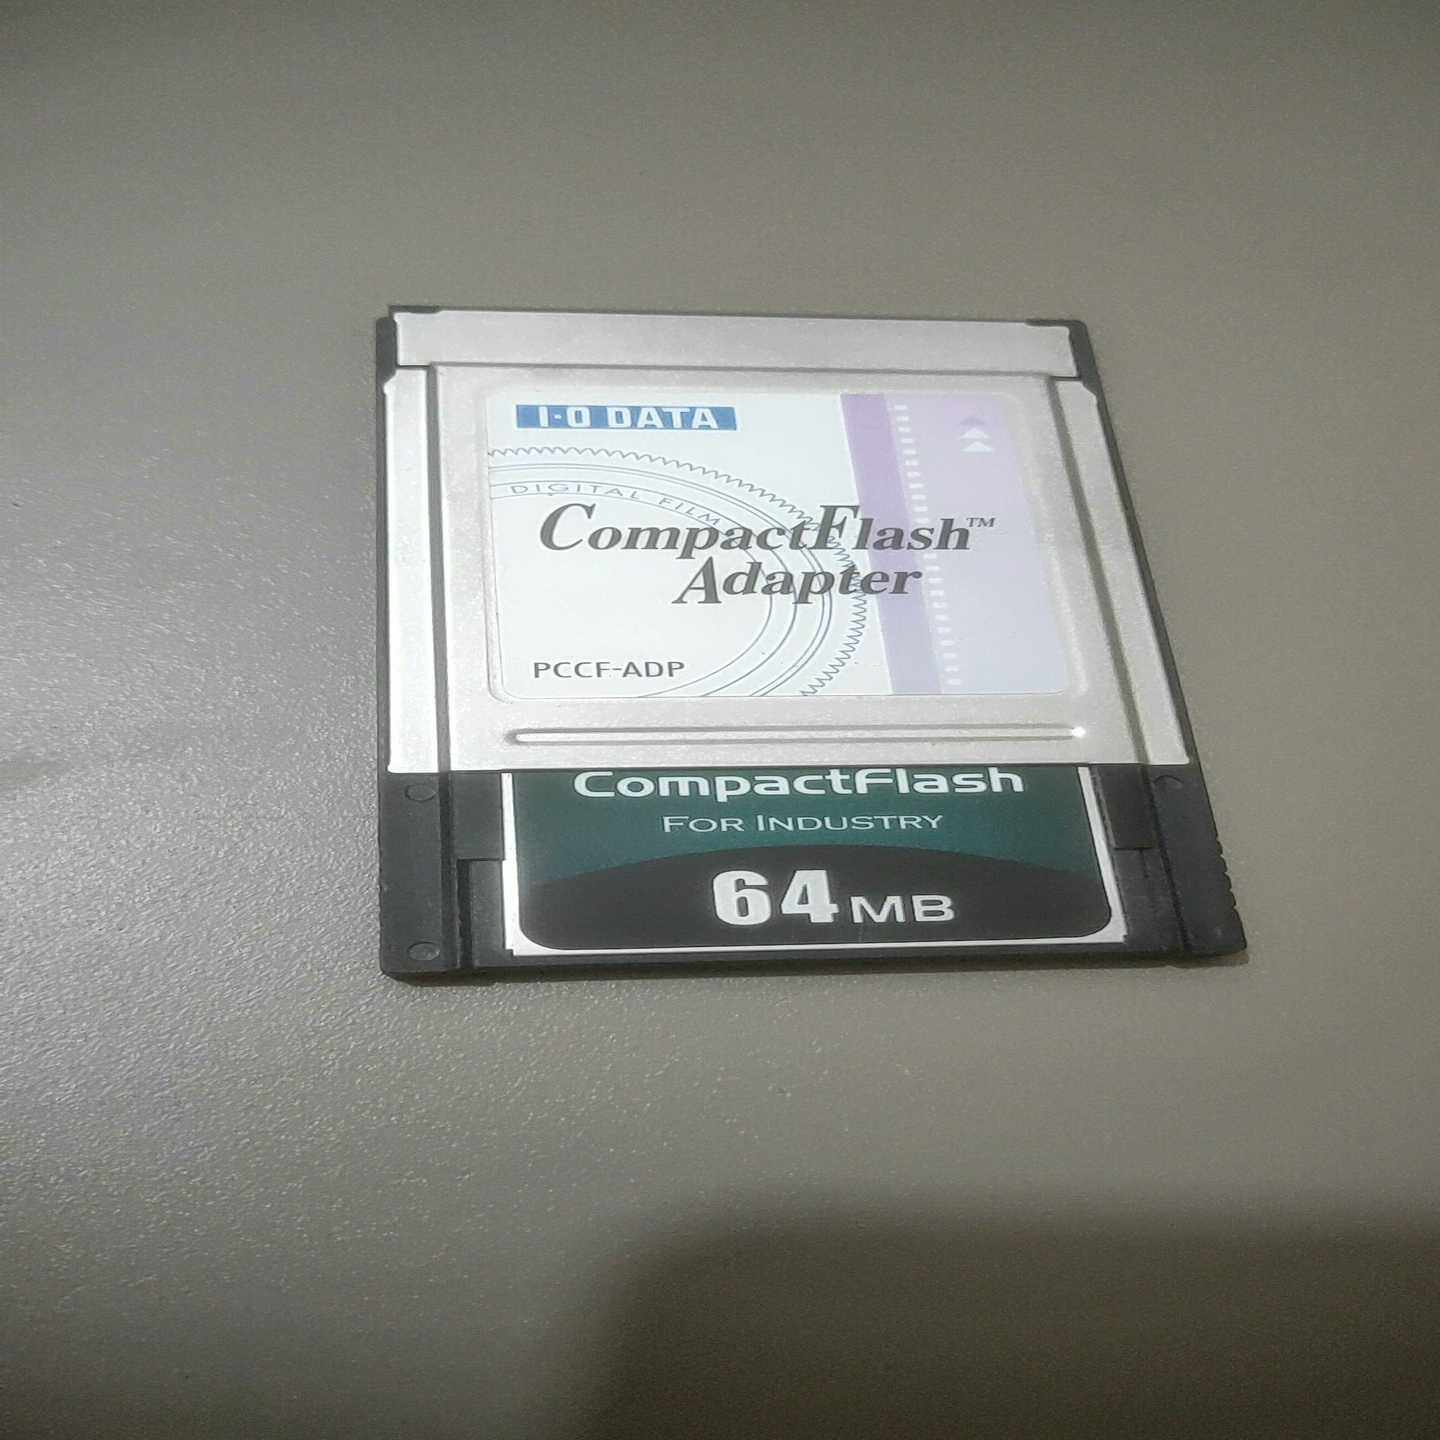 I·O DATA
DIGITAL FILM
CompactFlash™
Adapter
PCCF-ADP
CompactFlash
FOR INDUSTRY
64MB